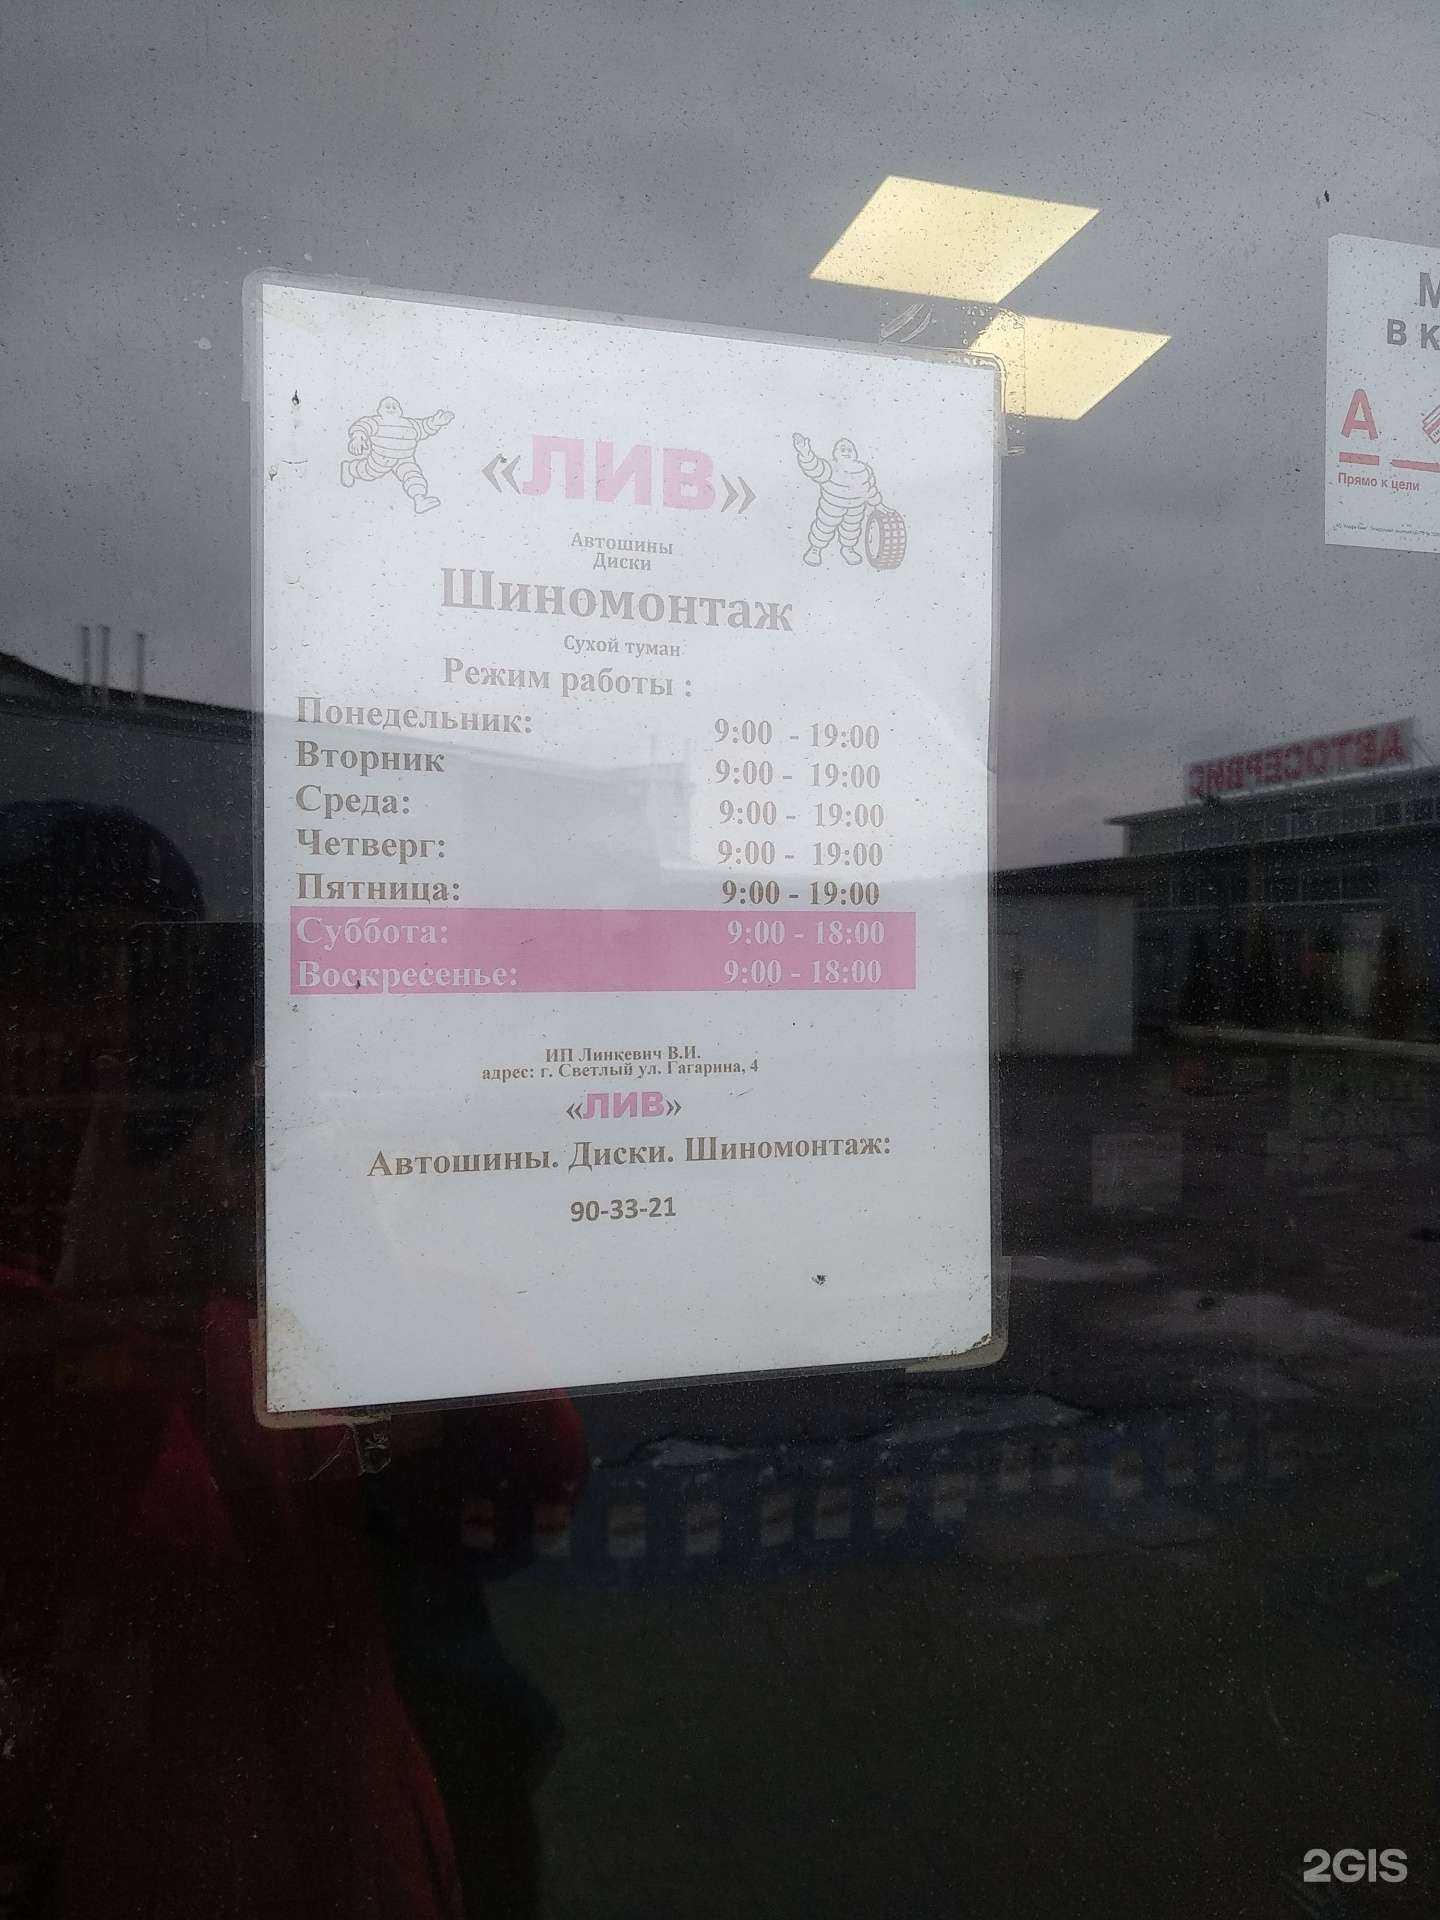 «ЛИВ»
Автошины
Диски
Шиномонтаж
Сухой туман
Режим работы :
Понедельник: 9:00 - 19:00
Вторник 9:00 - 19:00
Среда: 9:00 - 19:00
Четверг: 9:00 - 19:00
Пятница: 9:00 - 19:00
Суббота: 9:00 - 18:00
Воскресенье: 9:00 - 18:00
ИП Линкевич В.И.
адрес: г. Светлый ул. Гагарина, 4
«ЛИВ»
Автошины. Диски. Шиномонтаж:
90-33-21
В К
А
Прямо к цели
АВТОСЕРВИС
2GIS